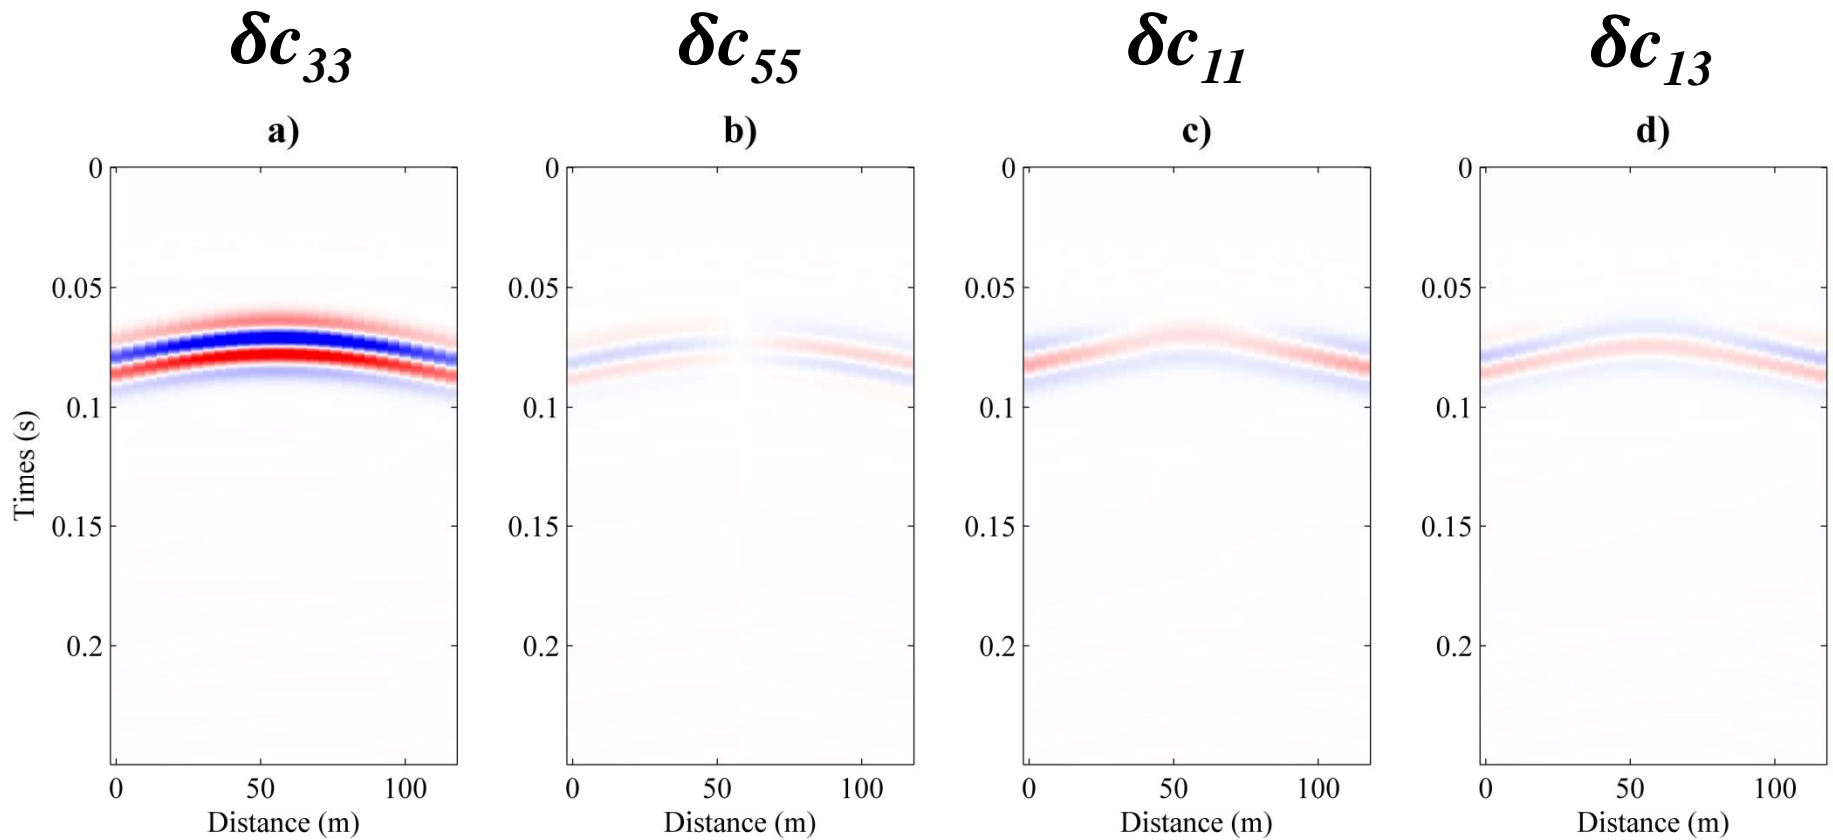 δc33 δc55 δc11 δc13
a) b) c) d)
0 0 0 0
0.05 0.05 0.05 0.05
0.1 0.1 0.1 0.1
Times (s)
0.15 0.15 0.15 0.15
0.2 0.2 0.2 0.2
0 50 100 0 50 100 0 50 100 0 50 100
Distance (m) Distance (m) Distance (m) Distance (m)